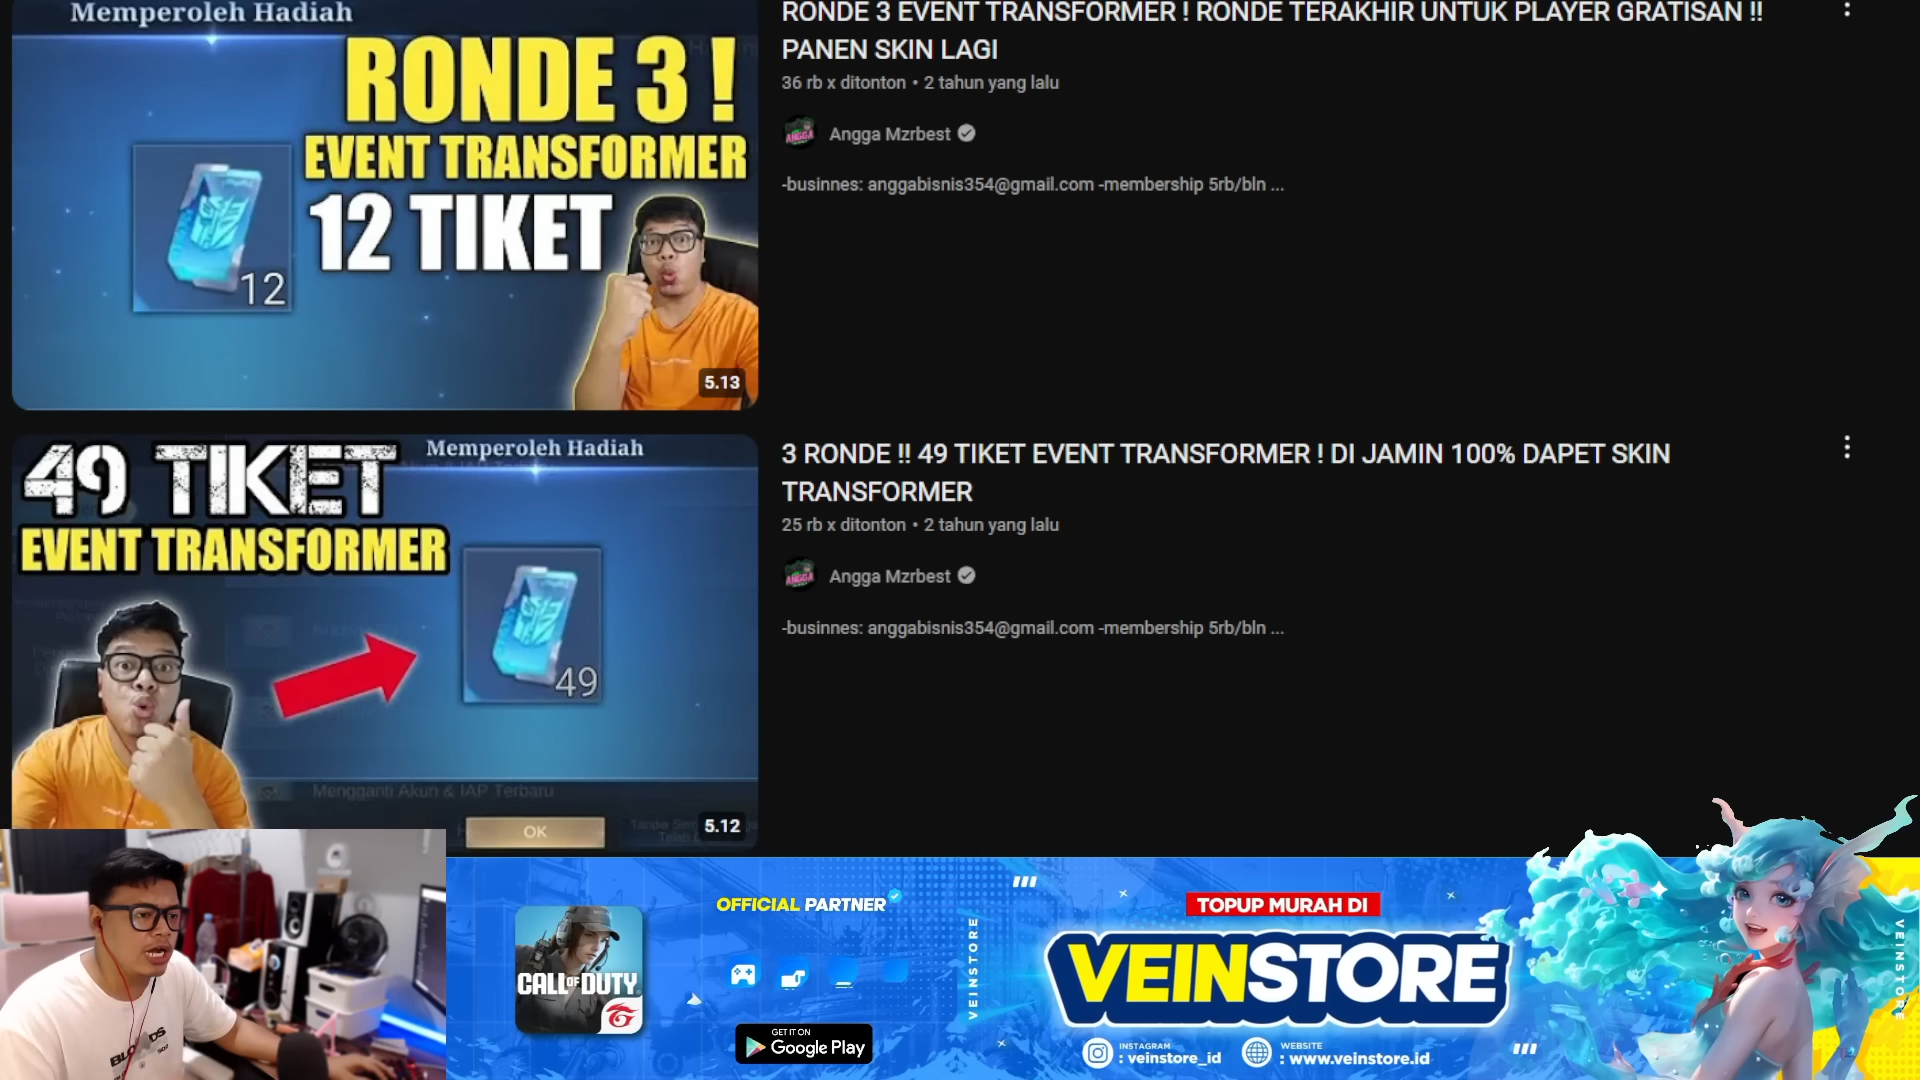 Memperoleh Hadiah
RONDE 3 !
EVENT TRANSFORMER
12 TIKET
12
5.13
RONDE 3 EVENT TRANSFORMER ! RONDE TERAKHIR UNTUK PLAYER GRATISAN !!
PANEN SKIN LAGI
36 rb x ditonton • 2 tahun yang lalu
ANGGA
Angga Mzrbest
-businnes: anggabisnis354@gmail.com -membership 5rb/bln ...
49 TIKET
Memperoleh Hadiah
EVENT TRANSFORMER
49
Mengganti Akun & IAP Terbaru
OK
5.12
3 RONDE !! 49 TIKET EVENT TRANSFORMER ! DI JAMIN 100% DAPET SKIN
TRANSFORMER
25 rb x ditonton • 2 tahun yang lalu
ANGGA
Angga Mzrbest
-businnes: anggabisnis354@gmail.com -membership 5rb/bln ...
OFFICIAL PARTNER
CALL OF DUTY
GET IT ON
Google Play
VEINSTORE
TOPUP MURAH DI
VEINSTORE
INSTAGRAM
: veinstore_id
WEBSITE
: www.veinstore.id
VEINSTORE